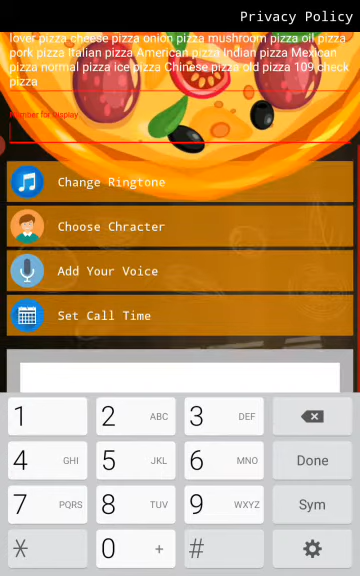 Privacy Policy
lover pizza cheese pizza onion pizza mushroom pizza oil pizza
pork pizza Italian pizza American pizza Indian pizza Mexican
pizza normal pizza ice pizza Chinese pizza old pizza 109 check
pizza
Number for Display
Change Ringtone
Choose Chracter
Add Your Voice
Set Call Time
1 2 ABC 3 DEF
4 GHI 5 JKL 6 MNO Done
7 PQRS 8 TUV 9 WXYZ Sym
* 0 + #